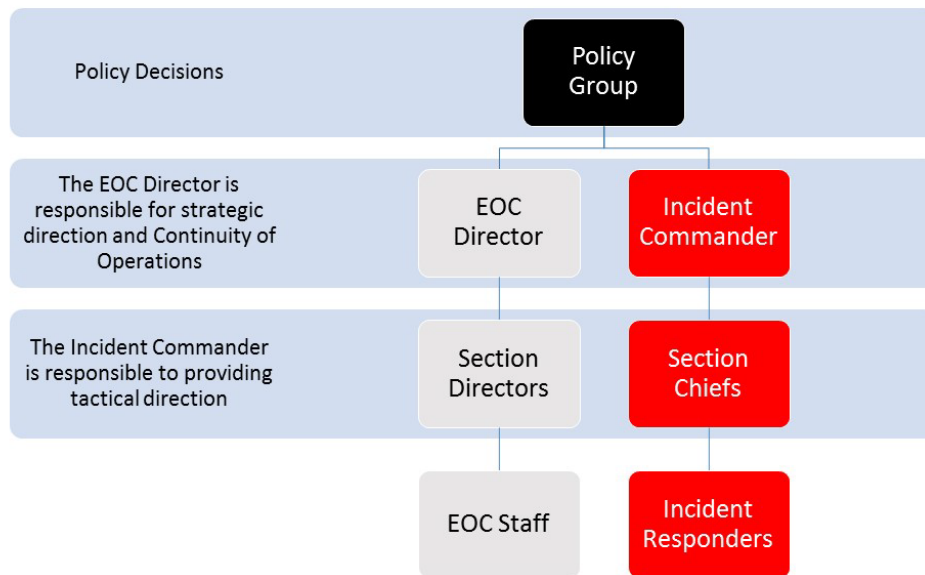 Policy Decisions
Policy
Group
The EOC Director is
responsible for strategic
direction and Continuity of
Operations
EOC
Director
Incident
Commander
The Incident Commander
is responsible to providing
tactical direction
Section
Directors
Section
Chiefs
EOC Staff
Incident
Responders